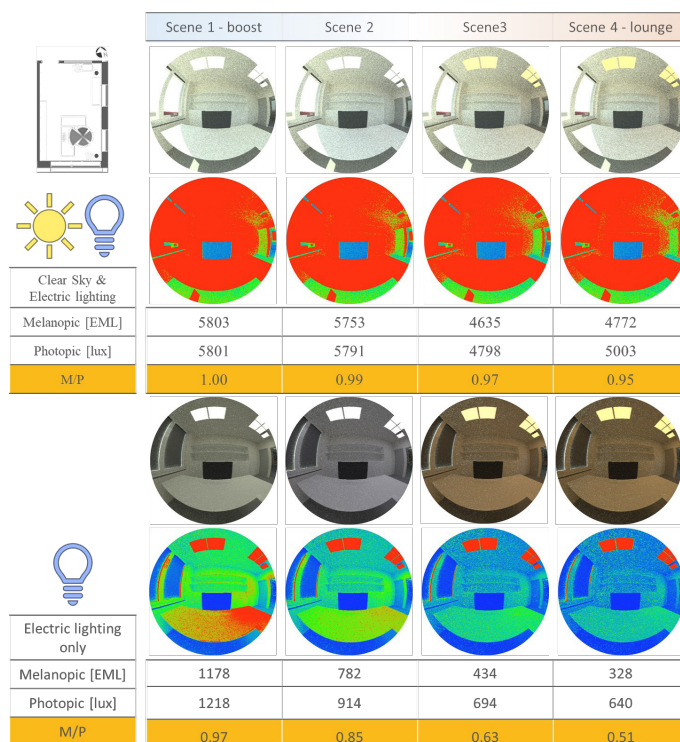 Scene 1 - boost Scene 2 Scene3 Scene 4 - lounge
Clear Sky &
Electric lighting
Melanopic [EML] 5803 5753 4635 4772
Photopic [lux] 5801 5791 4798 5003
M/P 1.00 0.99 0.97 0.95
Electric lighting
only
Melanopic [EML] 1178 782 434 328
Photopic [lux] 1218 914 694 640
M/P 0.97 0.85 0.63 0.51